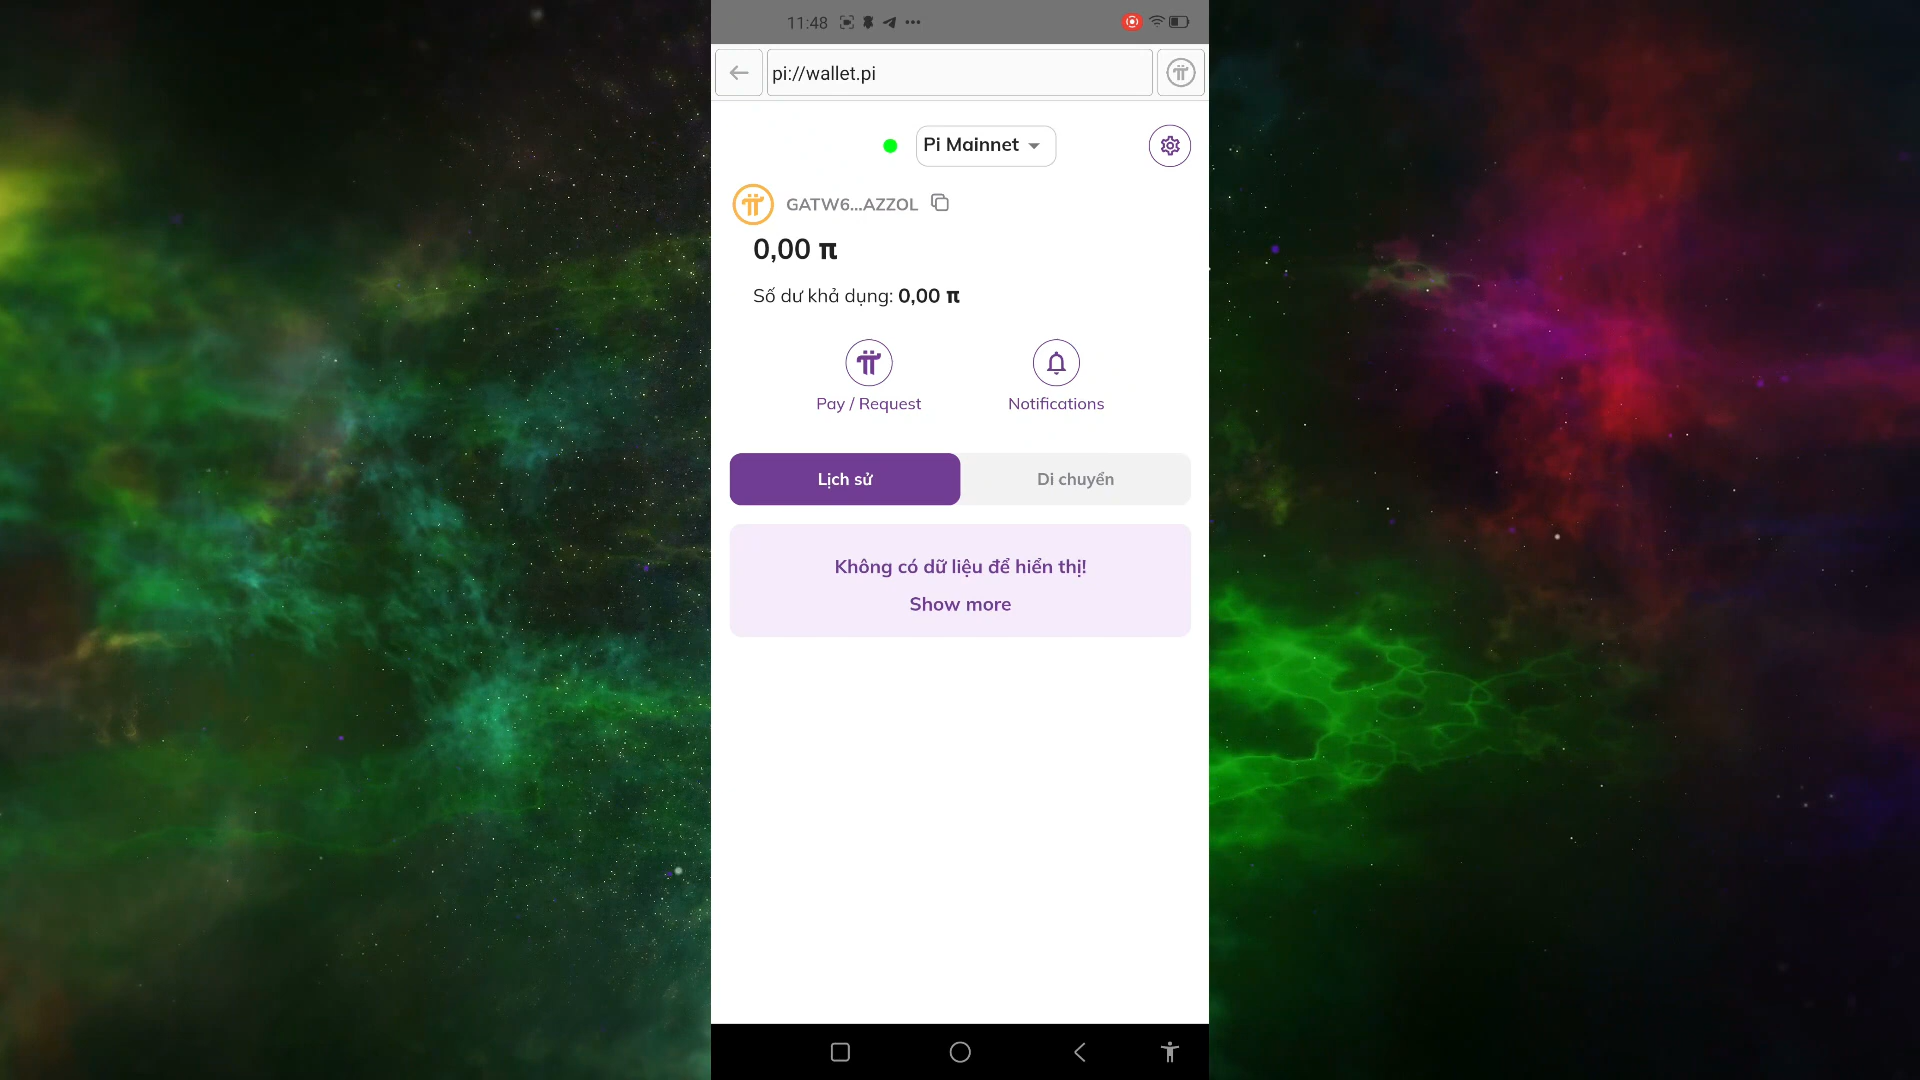 11:48
pi://wallet.pi
Pi Mainnet
GATW6...AZZOL
0,00 π
Số dư khả dụng: 0,00 π
Pay / Request
Notifications
Lịch sử
Di chuyển
Không có dữ liệu để hiển thị!
Show more